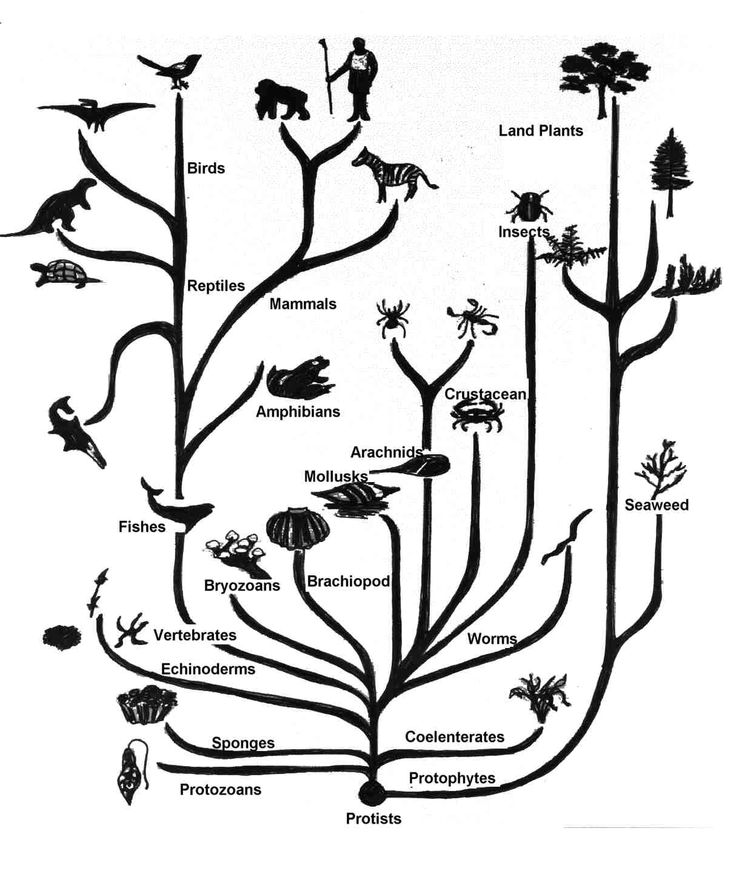 Land Plants
Birds
Insects
Reptiles
Mammals
Crustacean
Amphibians
Arachnids
Mollusks
Seaweed
Fishes
Bryozoans
Brachiopod
Vertebrates
Worms
Echinoderms
Sponges
Coelenterates
Protozoans
Protophytes
Protists